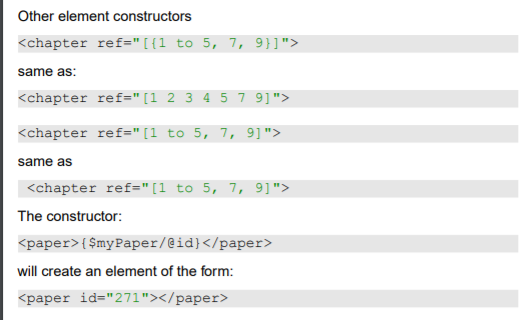 Other element constructors
<chapter ref="[{1 to 5, 7, 9}]">
same as:
<chapter ref="[1 2 3 4 5 7 9]">
<chapter ref="[1 to 5, 7, 9]">
same as
<chapter ref="[1 to 5, 7, 9]">
The constructor:
<paper>{$myPaper/@id}</paper>
will create an element of the form:
<paper id="271"></paper>